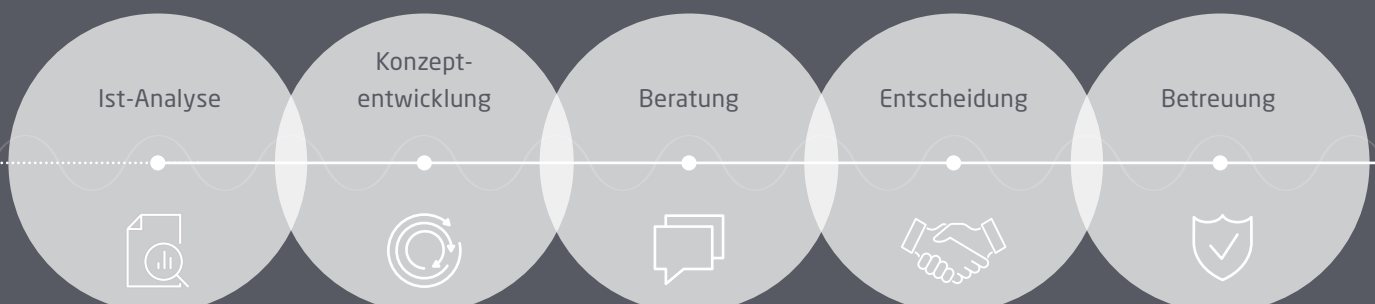 Ist-Analyse
Konzept-
entwicklung
Beratung
Entscheidung
Betreuung